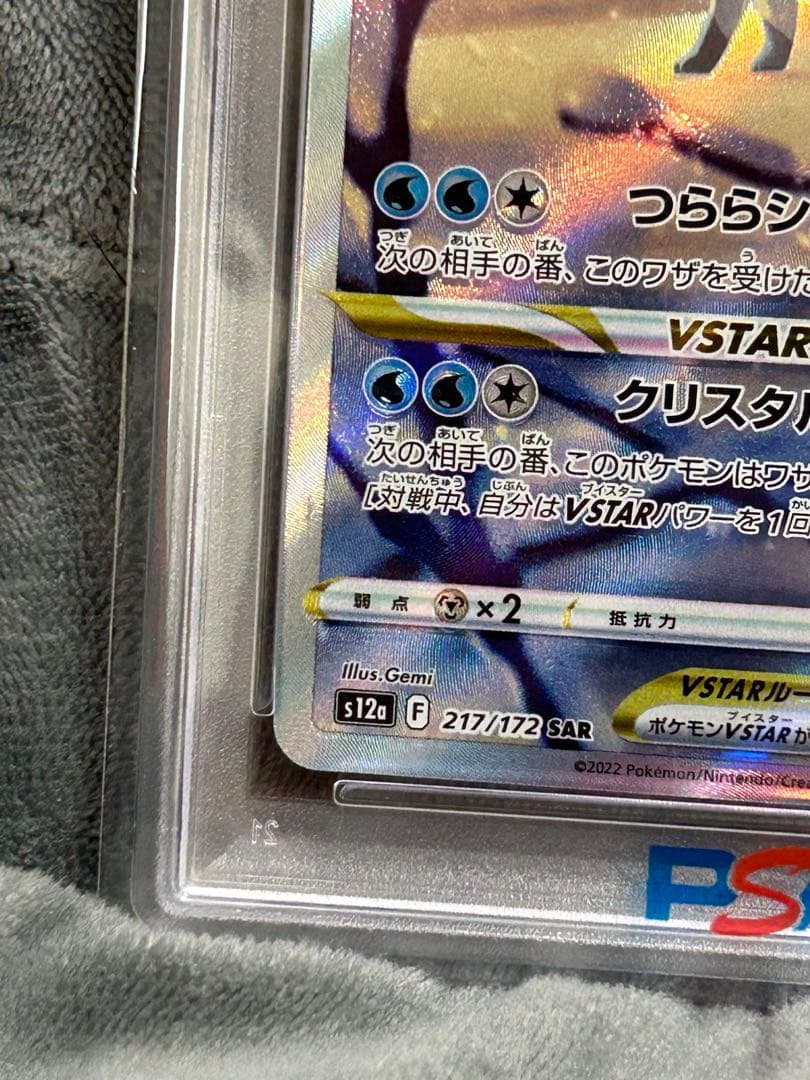 つららシ
次の相手の番、このワザを受けた
VSTAR
クリスタル
次の相手の番、このポケモンはワザ
[対戦中、自分はVSTARパワーを1回
弱点 ×2 抵抗力
Illus.Gemi
s12a F 217/172 SAR
VSTARルー
ポケモンVSTARが
©2022 Pokémon/Nintendo/Crea
21
PSA